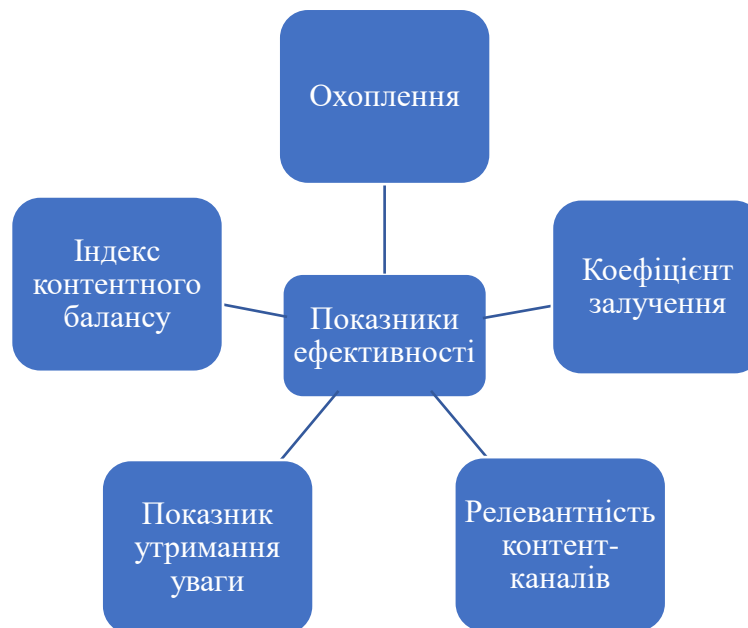 Охоплення
Індекс
контентного
балансу
Коефіцієнт
залучення
Показники
ефективності
Показник
утримання
уваги
Релевантність
контент-
каналів